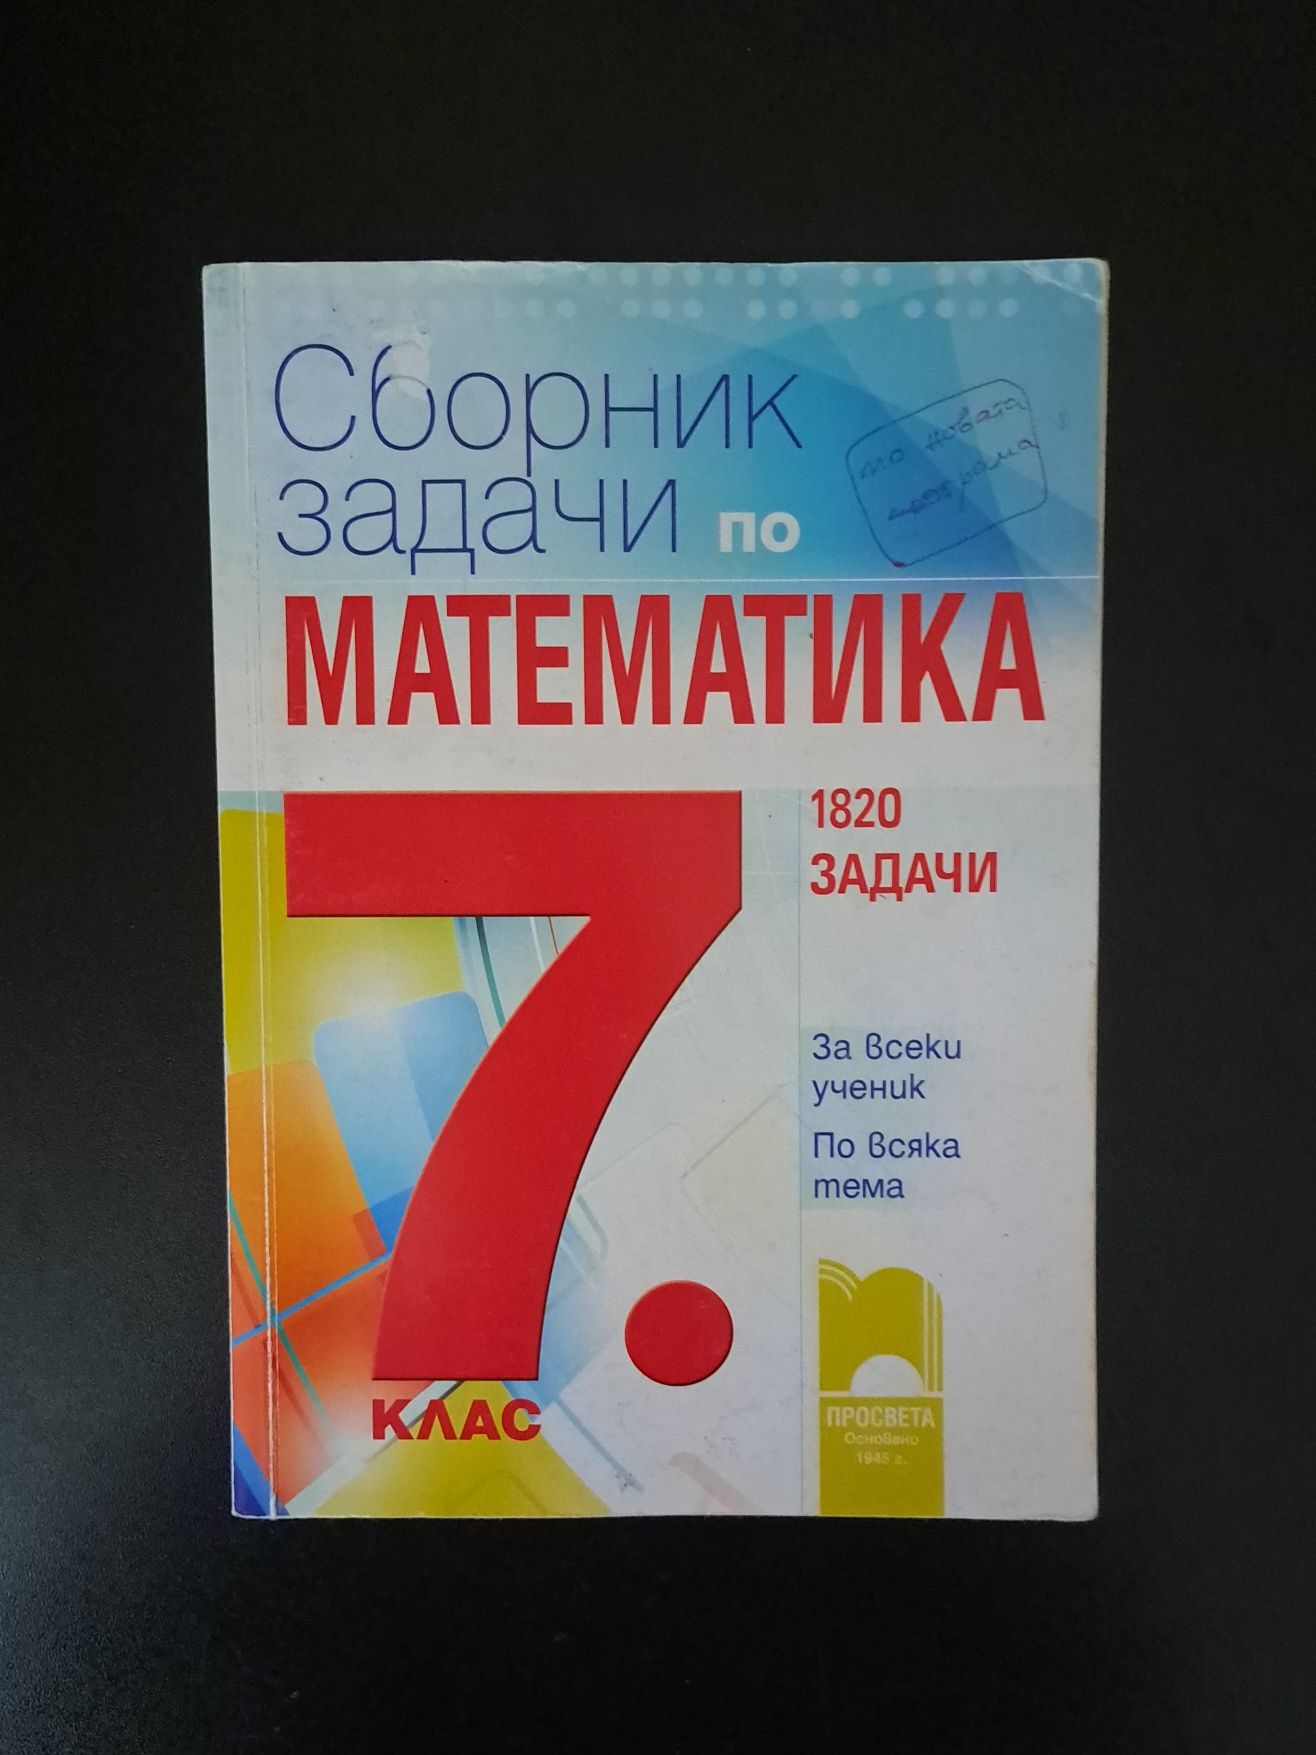 Сборник
задачи по
по новата
програма
МАТЕМАТИКА
7.
КЛАС
1820
ЗАДАЧИ
За всеки
ученик
По всяка
тема
ПРОСВЕТА
Основано
1945 г.